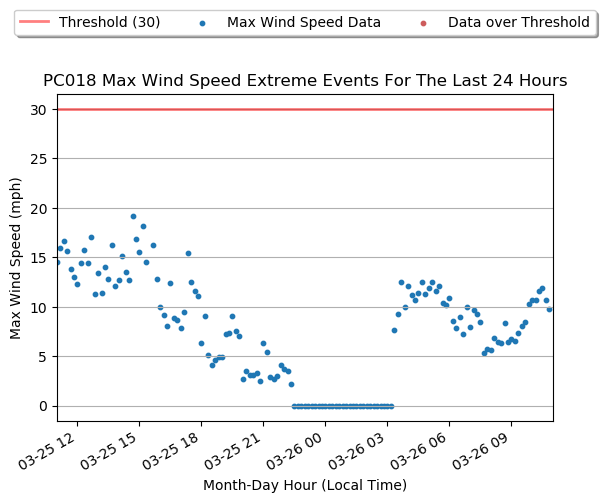 Threshold (30) Max Wind Speed Data Data over Threshold
PC018 Max Wind Speed Extreme Events For The Last 24 Hours
30
25
20
15
10
5
0
Max Wind Speed (mph)
03-25 12 03-25 15 03-25 18 03-25 21 03-26 00 03-26 03 03-26 06 03-26 09
Month-Day Hour (Local Time)